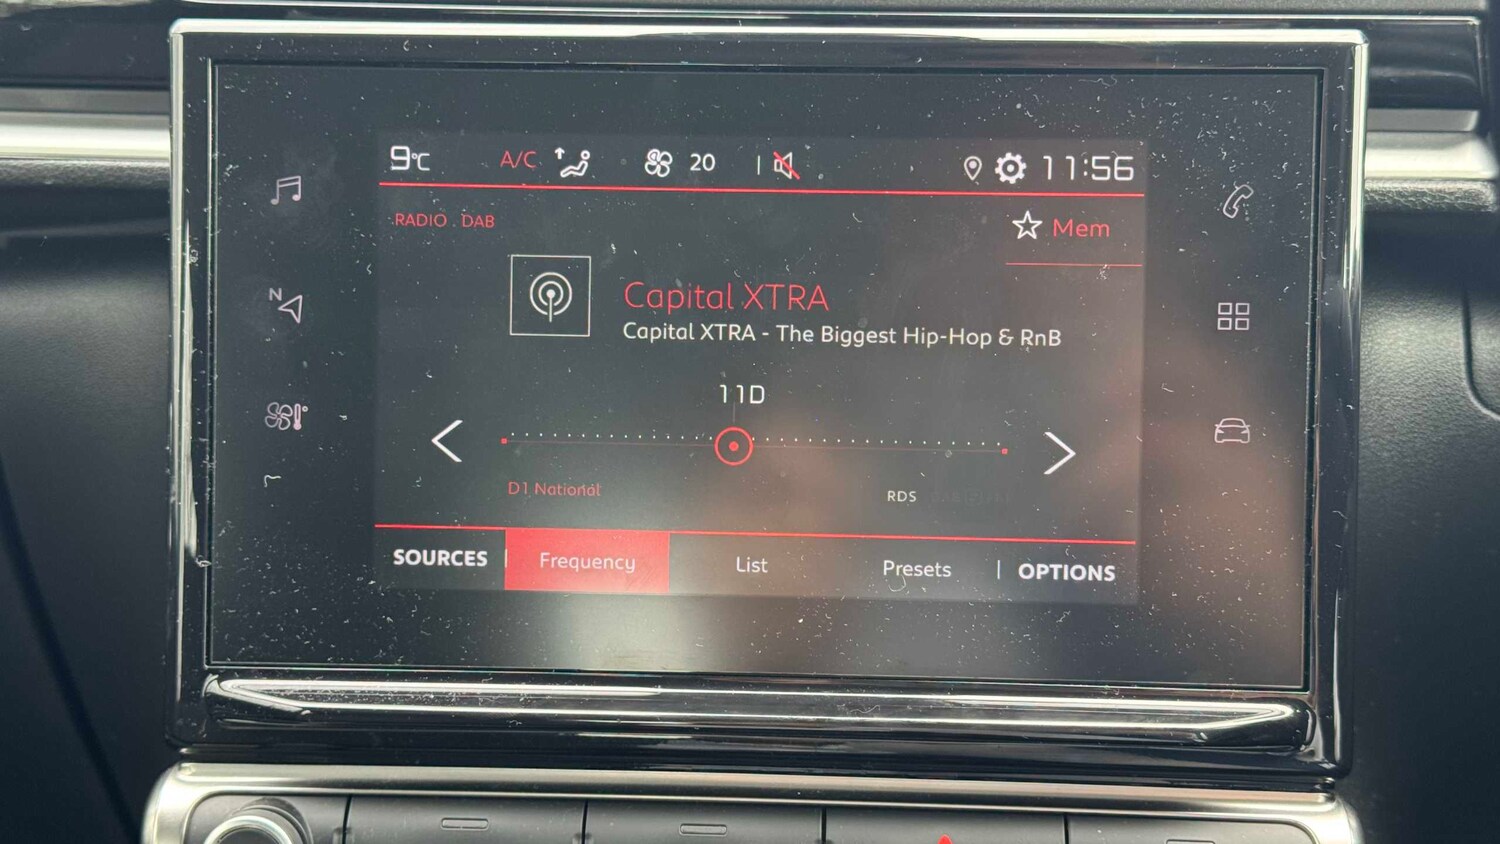 9°C A/C 20 11:56
RADIO . DAB
Mem
Capital XTRA
Capital XTRA - The Biggest Hip-Hop & RnB
11D
N
D1 National
RDS
SOURCES | Frequency List Presets | OPTIONS